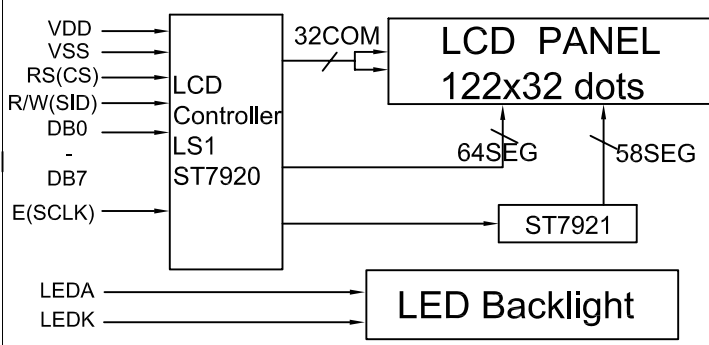 VDD
VSS
RS(CS)
R/W(SID)
DB0
-
DB7
E(SCLK)
LCD
Controller
LS1
ST7920
32COM
LCD PANEL
122x32 dots
64SEG
58SEG
ST7921
LEDA
LEDK
LED Backlight